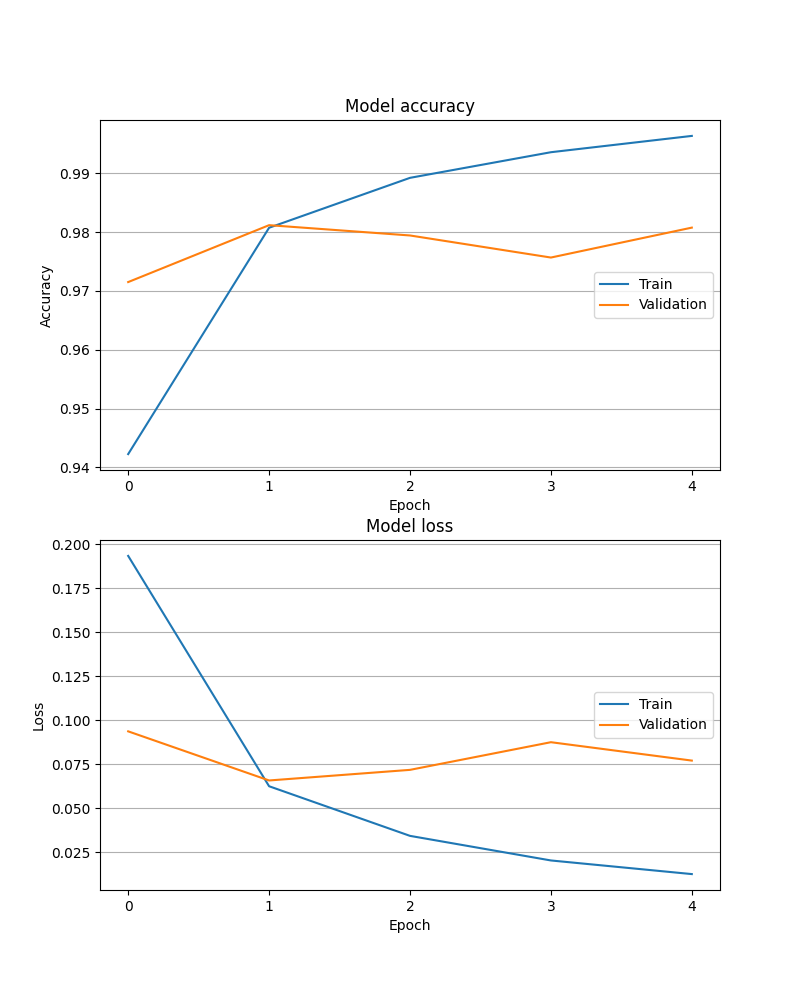 Model accuracy
0.99
0.98
0.97
0.96
0.95
0.94
Accuracy
Train
Validation
0 1 2 3 4
Epoch
Model loss
0.200
0.175
0.150
0.125
0.100
0.075
0.050
0.025
Loss
Train
Validation
0 1 2 3 4
Epoch